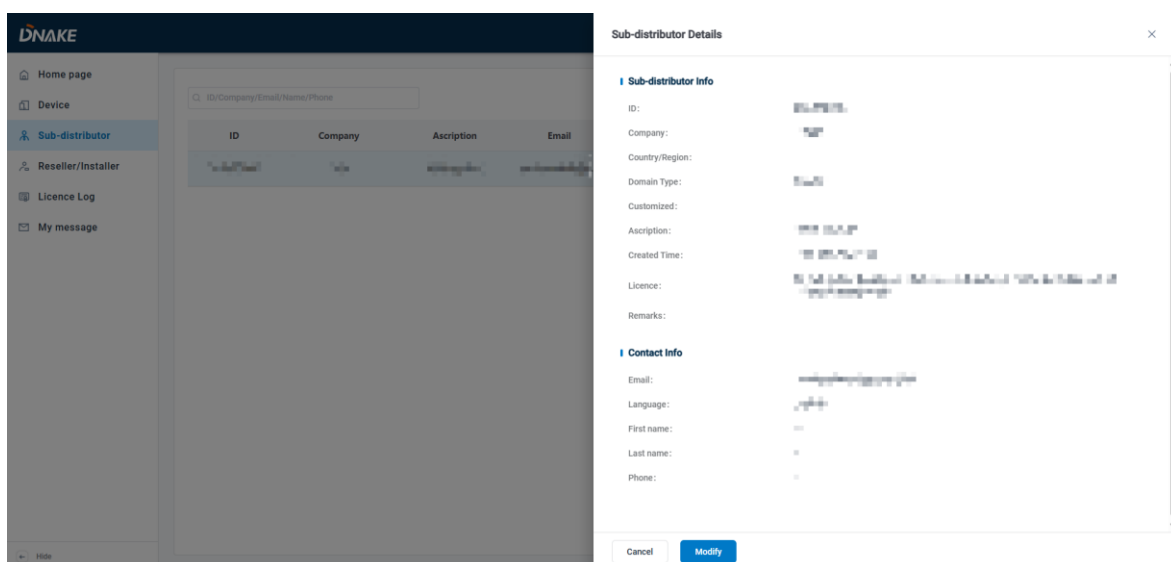 DNAKE
Home page
Device
Sub-distributor
Reseller/Installer
Licence Log
My message
Hide
ID/Company/Email/Name/Phone
ID Company Ascription Email
Sub-distributor Details
Sub-distributor Info
ID:
Company:
Country/Region:
Domain Type:
Customized:
Ascription:
Created Time:
Licence:
Remarks:
Contact Info
Email:
Language:
First name:
Last name:
Phone:
Cancel Modify